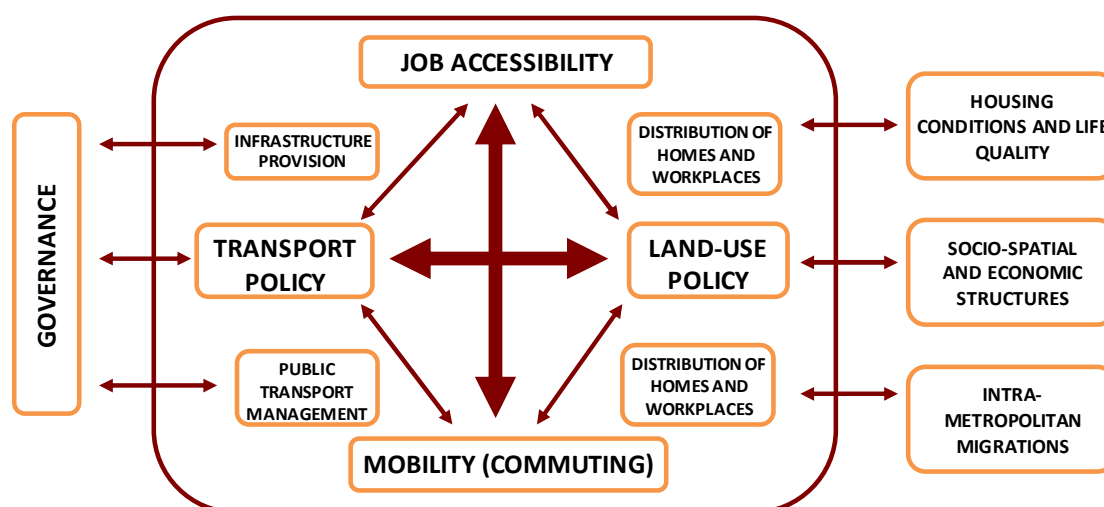 JOB ACCESSIBILITY
GOVERNANCE
INFRASTRUCTURE
PROVISION
DISTRIBUTION OF
HOMES AND
WORKPLACES
HOUSING
CONDITIONS AND LIFE
QUALITY
TRANSPORT
POLICY
LAND-USE
POLICY
SOCIO-SPATIAL
AND ECONOMIC
STRUCTURES
PUBLIC
TRANSPORT
MANAGEMENT
DISTRIBUTION OF
HOMES AND
WORKPLACES
INTRA-
METROPOLITAN
MIGRATIONS
MOBILITY (COMMUTING)